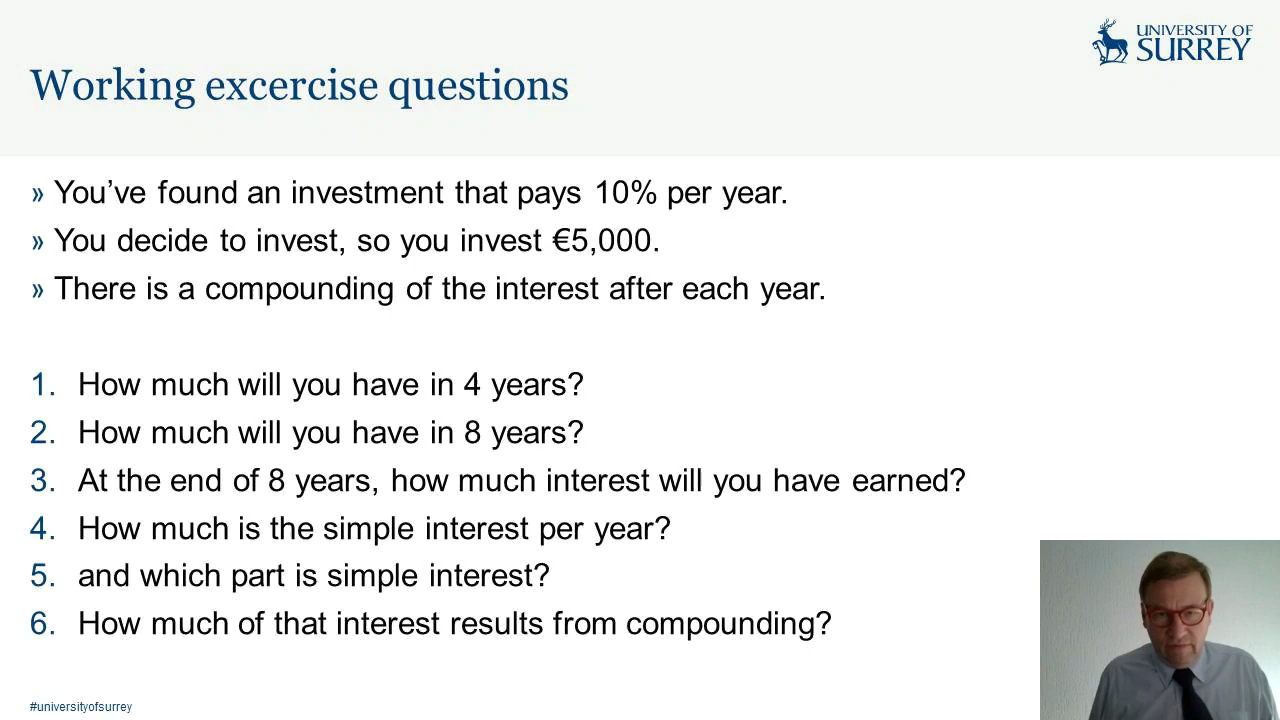 UNIVERSITY OF
SURREY
Working excercise questions
» You’ve found an investment that pays 10% per year.
» You decide to invest, so you invest €5,000.
» There is a compounding of the interest after each year.
1. How much will you have in 4 years?
2. How much will you have in 8 years?
3. At the end of 8 years, how much interest will you have earned?
4. How much is the simple interest per year?
5. and which part is simple interest?
6. How much of that interest results from compounding?
#universityofsurrey